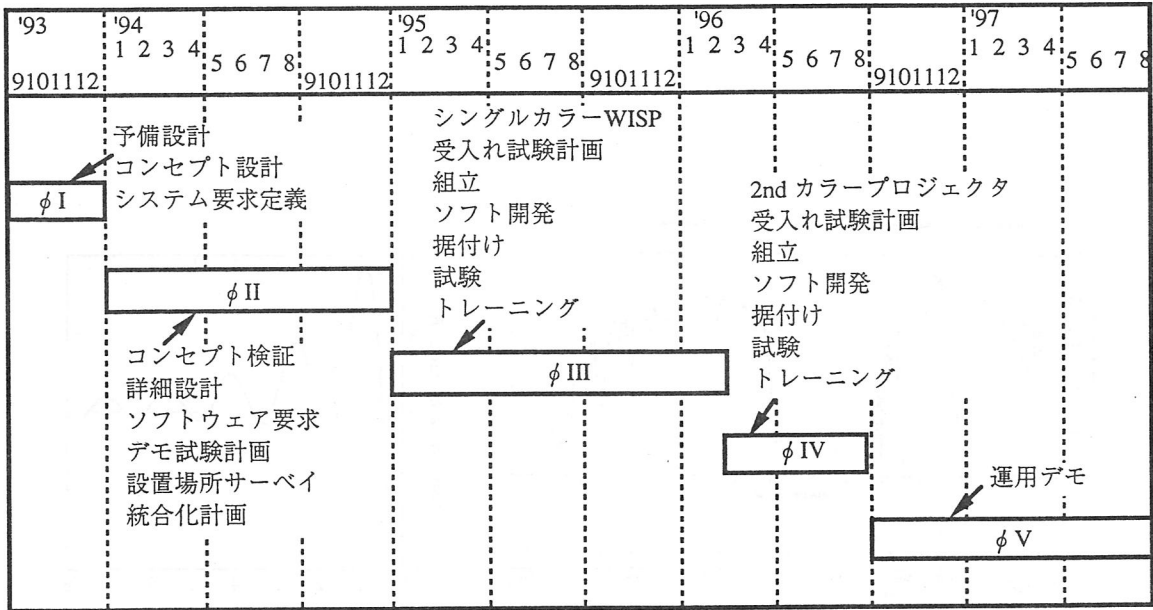 '93
'94
'95
'96
'97
1 2 3 4
1 2 3 4
1 2 3 4
1 2 3 4
5 6 7 8
5 6 7 8
5 6 7 8
5 6 7 8
9101112
9101112
9101112
9101112
予備設計
コンセプト設計
システム要求定義
φ I
シングルカラーWISP
受入れ試験計画
組立
ソフト開発
据付け
試験
トレーニング
2nd カラープロジェクタ
受入れ試験計画
組立
ソフト開発
据付け
試験
トレーニング
φ II
コンセプト検証
詳細設計
ソフトウェア要求
デモ試験計画
設置場所サーベイ
統合化計画
φ III
φ IV
運用デモ
φ V